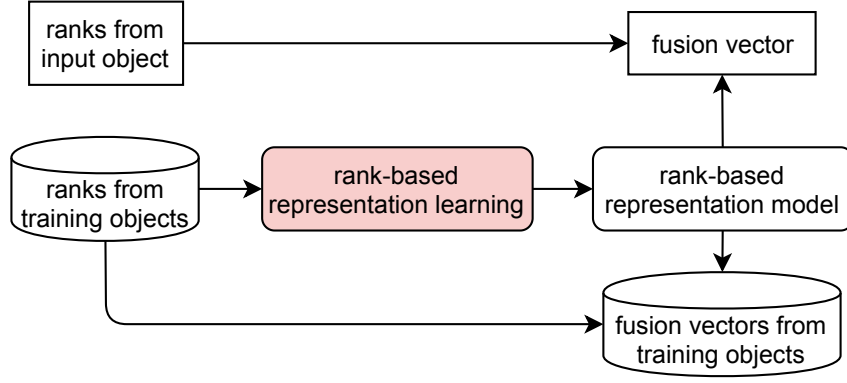 ranks from
input object
fusion vector
ranks from
training objects
rank-based
representation learning
rank-based
representation model
fusion vectors from
training objects